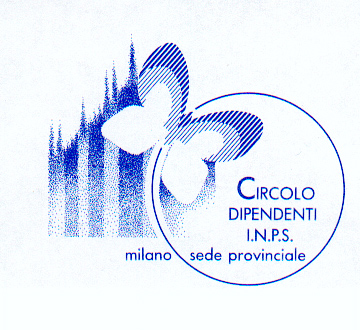 CIRCOLO
DIPENDENTI
I.N.P.S.
milano sede provinciale